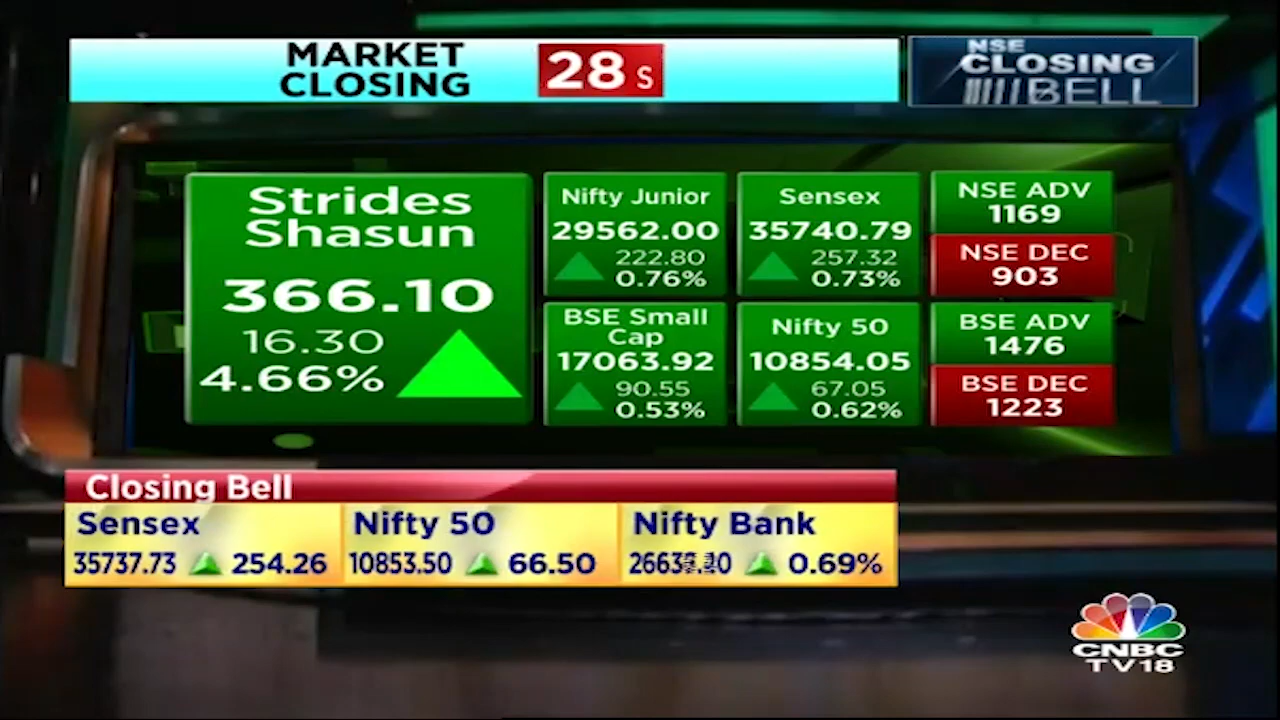 MARKET
CLOSING
28 S
NSE
CLOSING
BELL
Strides
Shasun
366.10
16.30
4.66%
Nifty Junior
29562.00
222.80
0.76%
Sensex
35740.79
257.32
0.73%
NSE ADV
1169
NSE DEC
903
BSE Small
Cap
17063.92
90.55
0.53%
Nifty 50
10854.05
67.05
0.62%
BSE ADV
1476
BSE DEC
1223
Closing Bell
Sensex
35737.73 254.26
Nifty 50
10853.50 66.50
Nifty Bank
0.69%
CNBC
TV18